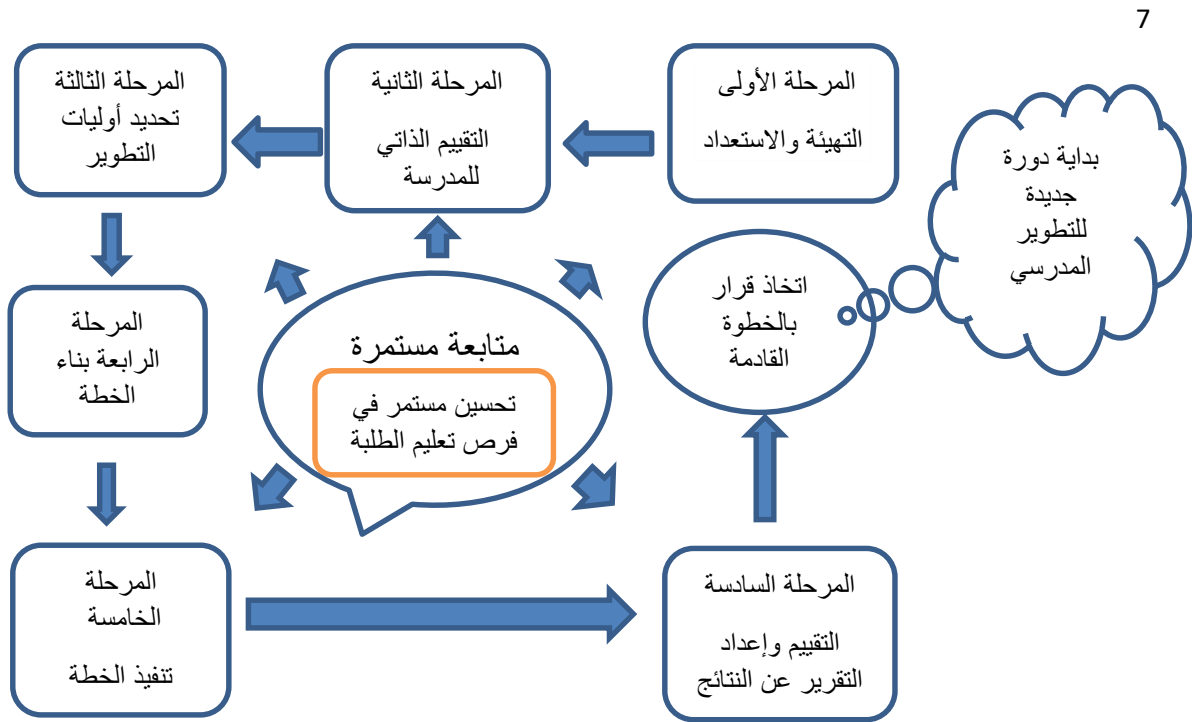 7
المرحلة الأولى
التهيئة والاستعداد
المرحلة الثانية
التقييم الذاتي
للمدرسة
المرحلة الثالثة
تحديد أوليات
التطوير
المرحلة
الرابعة بناء
الخطة
المرحلة
الخامسة
تنفيذ الخطة
المرحلة السادسة
التقييم وإعداد
التقرير عن النتائج
اتخاذ قرار
بالخطوة
القادمة
بداية دورة
جديدة
للتطوير
المدرسي
متابعة مستمرة
تحسين مستمر في
فرص تعليم الطلبة